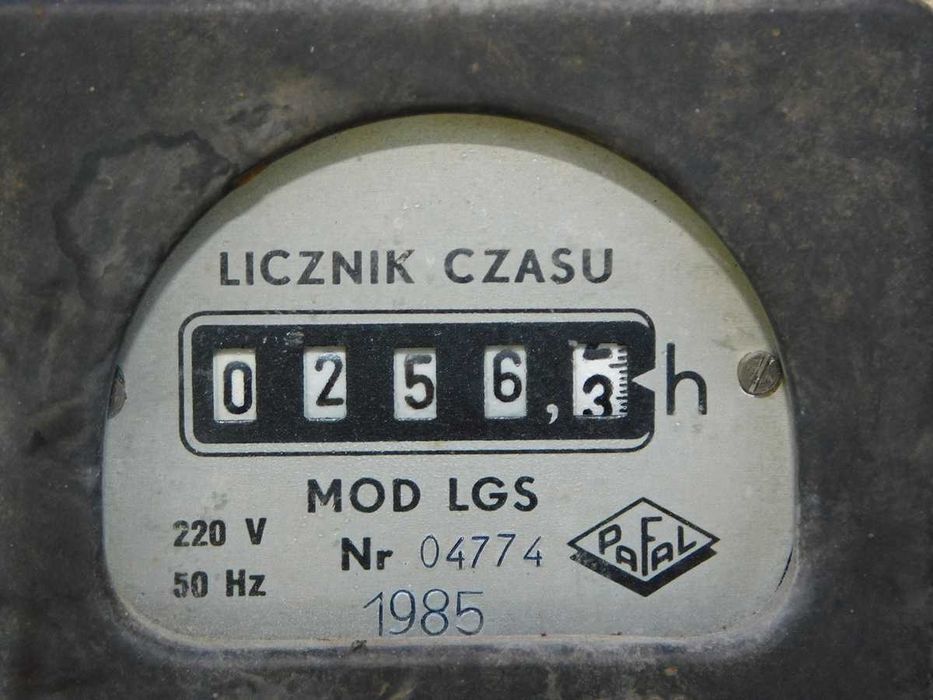 LICZNIK CZASU
0256,3 h
MOD LGS
220 V
50 Hz
Nr 04774
1985
PAFAL